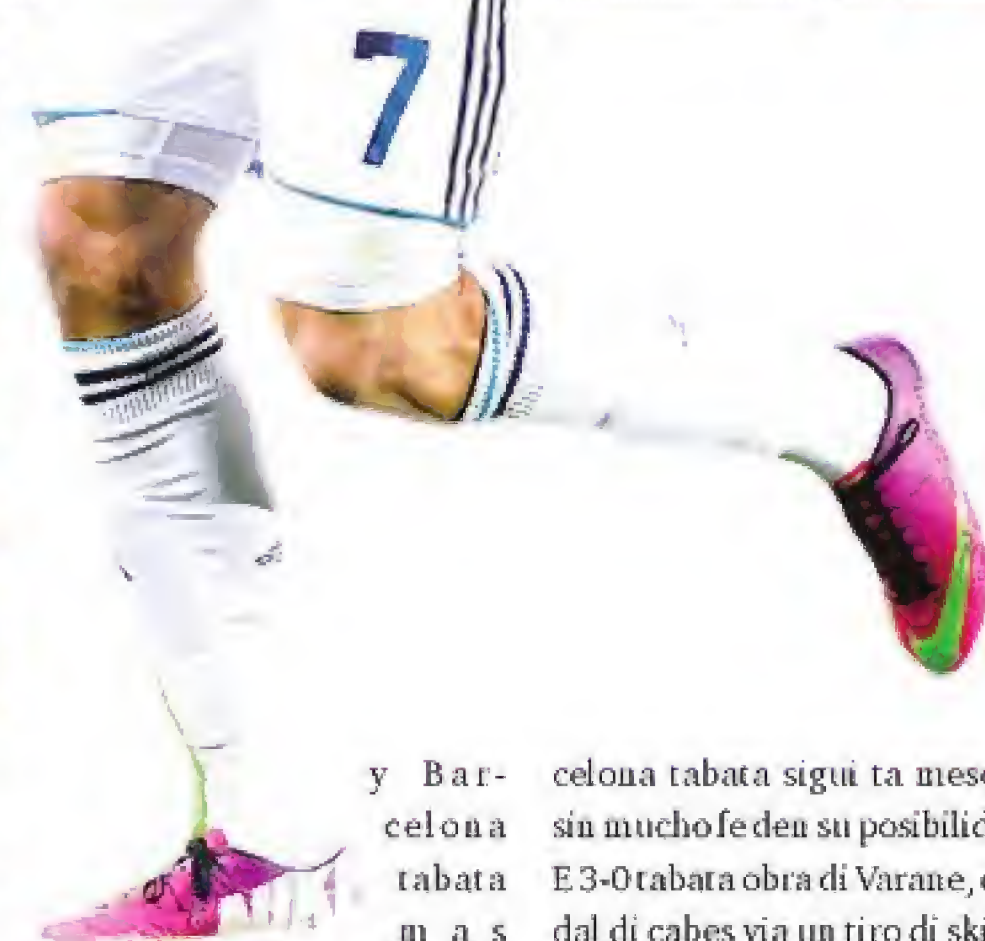 7
y Bar-
celona
tabata
m a s
celona tabata sigui ta
sin mucho fe den su
E 3-0 tabata obra di Varane,
dal di cabes via un tiro di